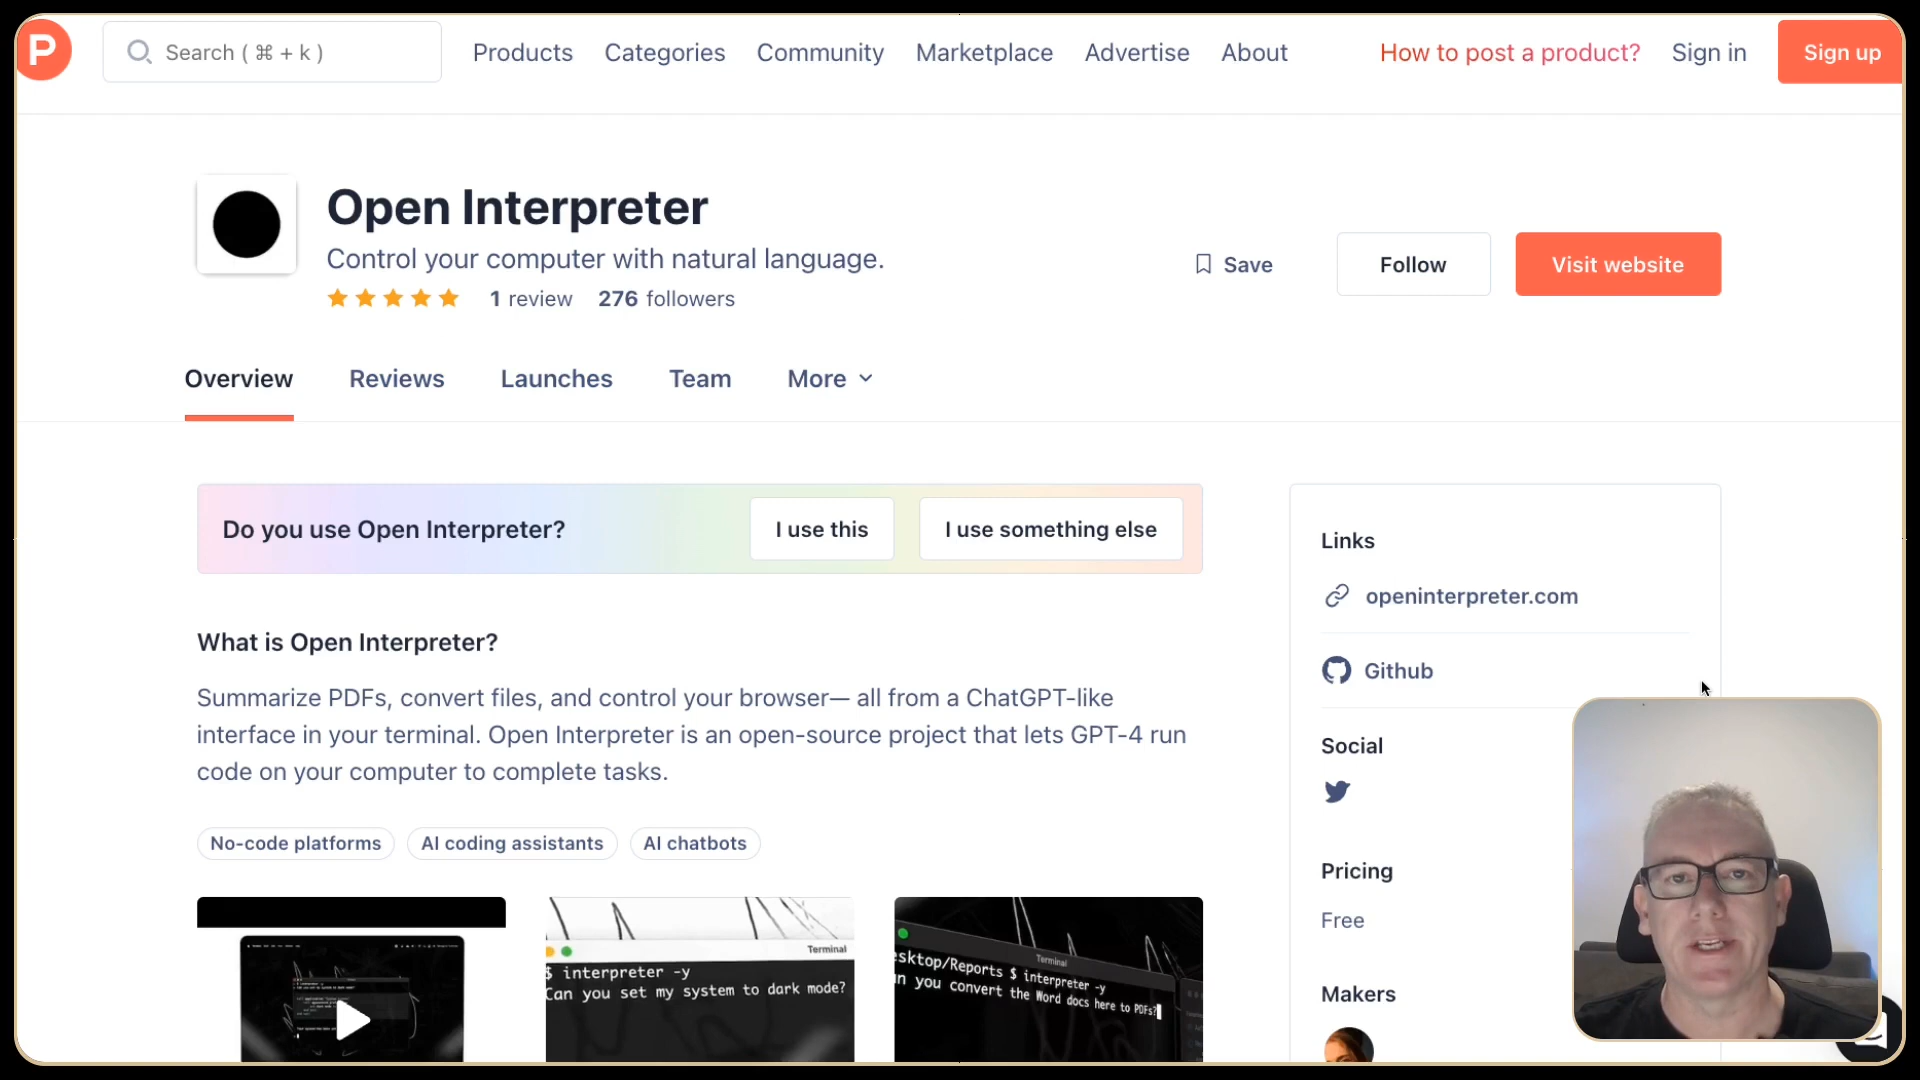 P
Search ( ⌘ + k )
Products
Categories
Community
Marketplace
Advertise
About
How to post a product?
Sign in
Sign up
Open Interpreter
Control your computer with natural language.
1 review
276 followers
Save
Follow
Visit website
Overview
Reviews
Launches
Team
More
Do you use Open Interpreter?
I use this
I use something else
What is Open Interpreter?
Summarize PDFs, convert files, and control your browser— all from a ChatGPT-like
interface in your terminal. Open Interpreter is an open-source project that lets GPT-4 run
code on your computer to complete tasks.
No-code platforms
AI coding assistants
AI chatbots
Terminal
$ interpreter -y
Can you set my system to dark mode?
Terminal
esktop/Reports $ interpreter -y
n you convert the Word docs here to PDFs?
Links
openinterpreter.com
Github
Social
Pricing
Free
Makers